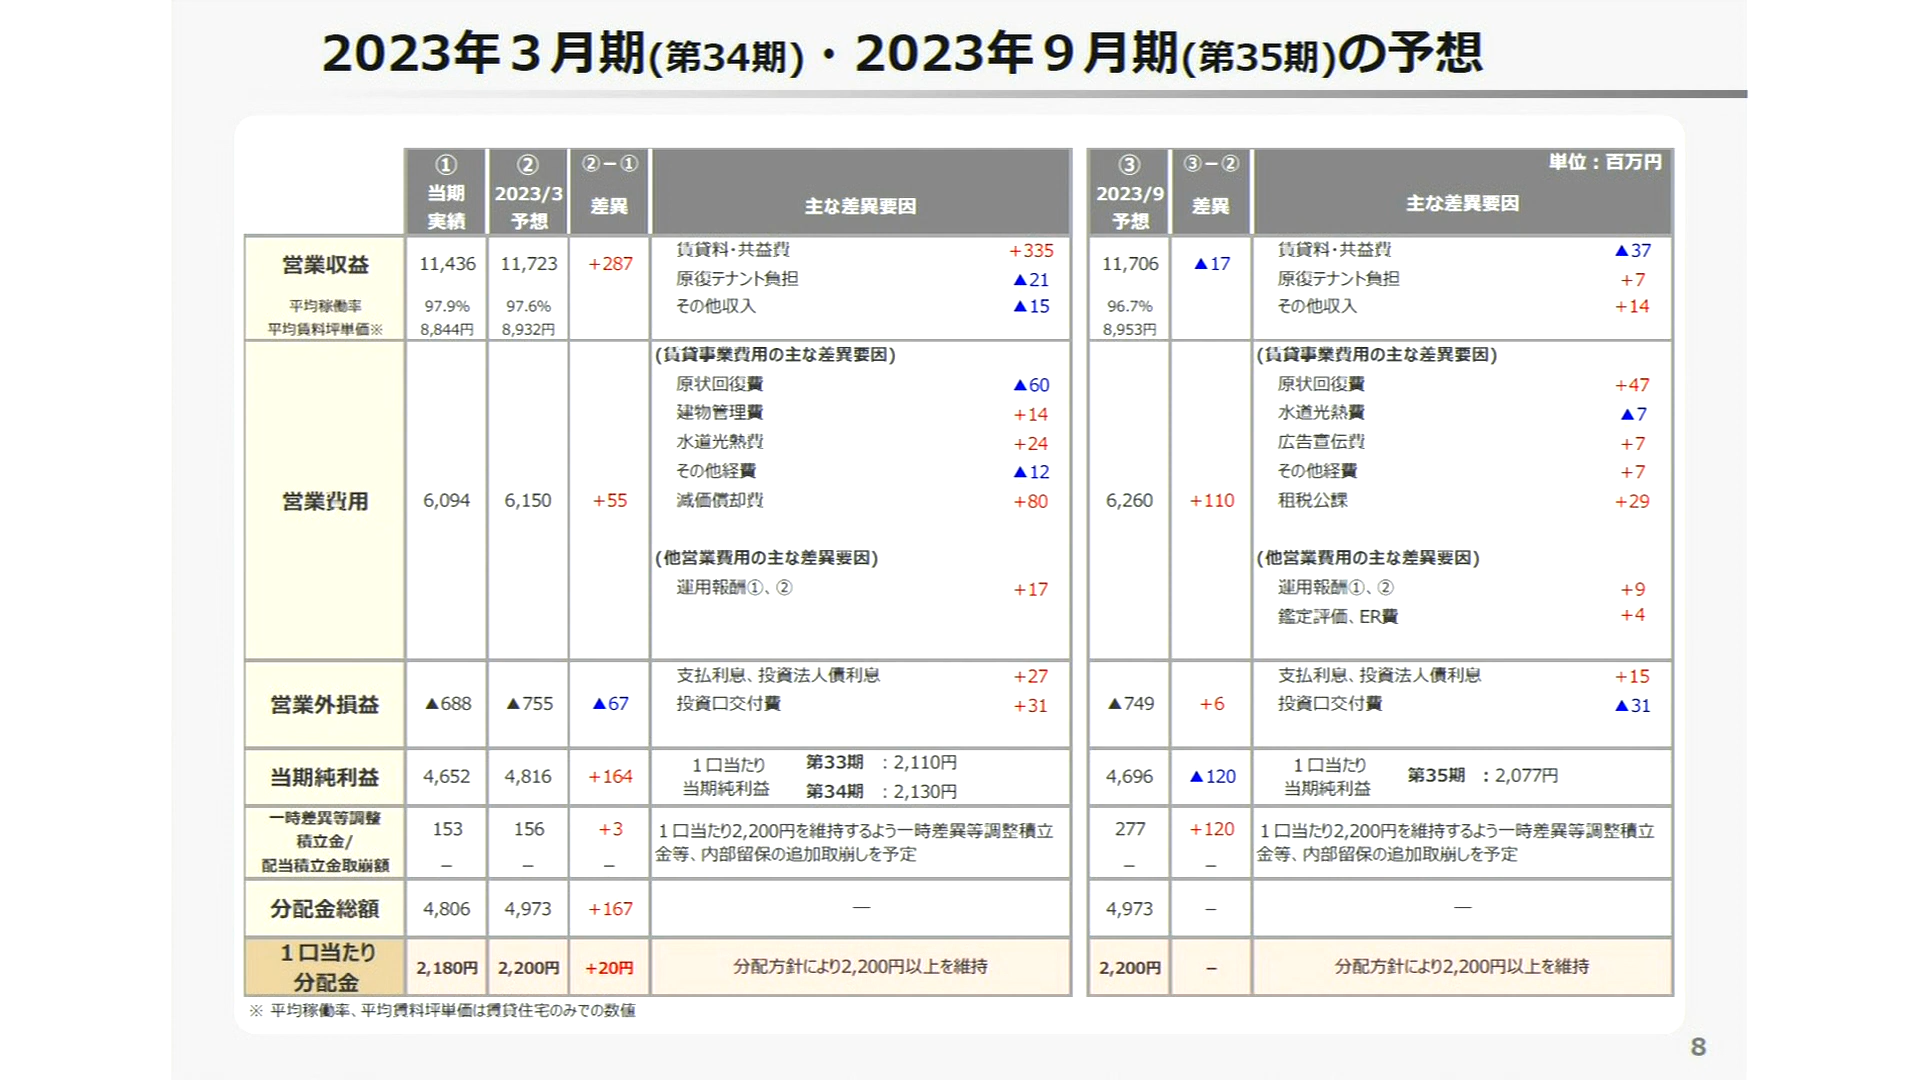 2023年３月期(第34期)・2023年９月期(第35期)の予想
単位：百万円
① 当期 実績
② 2023/3 予想
②－① 差異
主な差異要因
③ 2023/9 予想
③－② 差異
主な差異要因
営業収益 11,436 11,723 +287 11,706 ▲17
平均稼働率 97.9% 97.6% 96.7%
平均賃料坪単価※ 8,844円 8,932円 8,953円
賃貸料・共益費 +335
原復テナント負担 ▲21
その他収入 ▲15
賃貸料・共益費 ▲37
原復テナント負担 +7
その他収入 +14
営業費用 6,094 6,150 +55 6,260 +110
(賃貸事業費用の主な差異要因)
原状回復費 ▲60
建物管理費 +14
水道光熱費 +24
その他経費 ▲12
減価償却費 +80
(他営業費用の主な差異要因)
運用報酬①、② +17
(賃貸事業費用の主な差異要因)
原状回復費 +47
水道光熱費 ▲7
広告宣伝費 +7
その他経費 +7
租税公課 +29
(他営業費用の主な差異要因)
運用報酬①、② +9
鑑定評価、ER費 +4
営業外損益 ▲688 ▲755 ▲67 ▲749 +6
支払利息、投資法人債利息 +27
投資口交付費 +31
支払利息、投資法人債利息 +15
投資口交付費 ▲31
当期純利益 4,652 4,816 +164 4,696 ▲120
１口当たり 当期純利益
第33期 ：2,110円
第34期 ：2,130円
１口当たり 当期純利益
第35期 ：2,077円
一時差異等調整
積立金/
配当積立金取崩額
153 156 +3 277 +120
– – – – –
１口当たり2,200円を維持するよう一時差異等調整積立
金等、内部留保の追加取崩しを予定
１口当たり2,200円を維持するよう一時差異等調整積立
金等、内部留保の追加取崩しを予定
分配金総額 4,806 4,973 +167 — 4,973 – —
１口当たり
分配金
2,180円 2,200円 +20円 分配方針により2,200円以上を維持
2,200円 – 分配方針により2,200円以上を維持
※ 平均稼働率、平均賃料坪単価は賃貸住宅のみでの数値
8